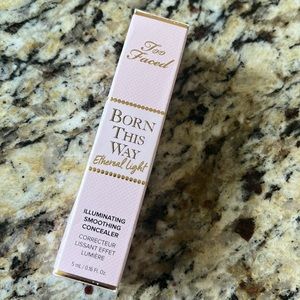 Too
Faced
BORN
THIS
WAY
Ethereal Light
ILLUMINATING
SMOOTHING
CONCEALER
CORRECTEUR
LISSANT EFFET
LUMIÈRE
5 ml / 0.16 Fl. Oz.